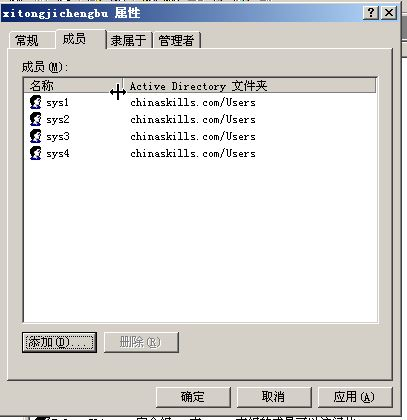 xitongjichengbu 属性
常规 成员 隶属于 管理者
成员(M):
名称 Active Directory 文件夹
sys1 chinaskills.com/Users
sys2 chinaskills.com/Users
sys3 chinaskills.com/Users
sys4 chinaskills.com/Users
添加(D)... 删除(R)
确定 取消 应用(A)